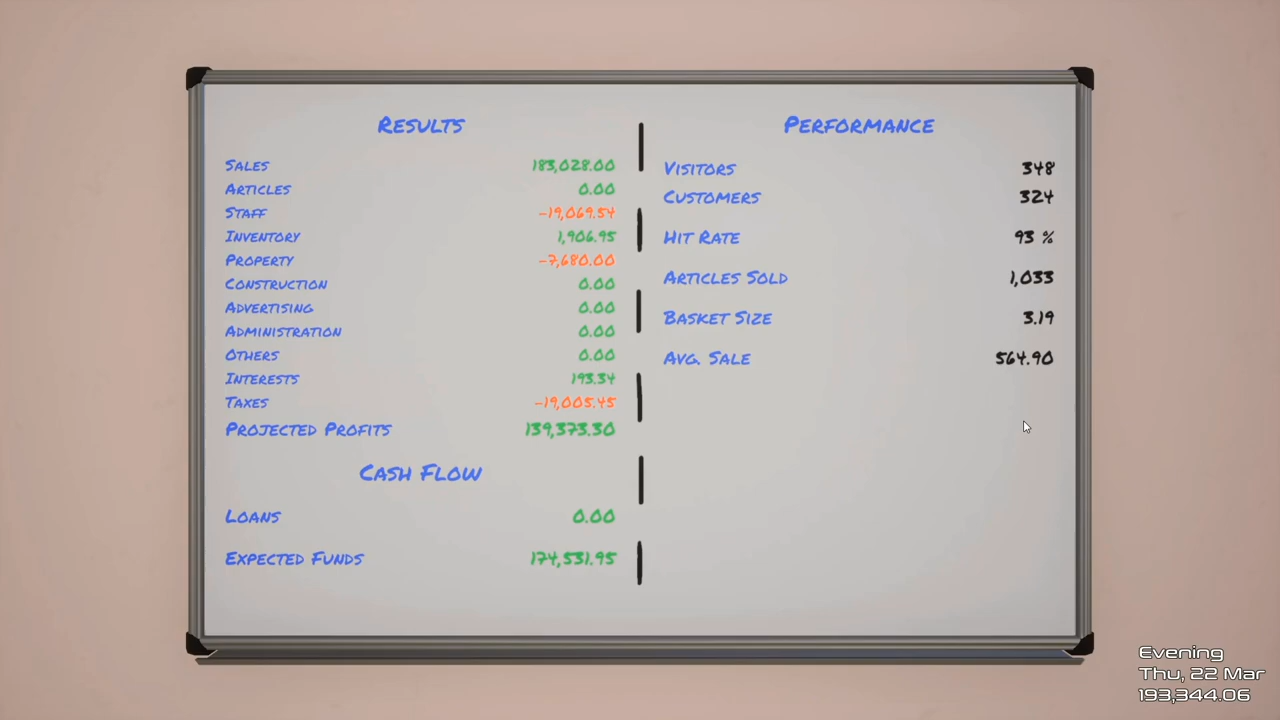 Results
Sales 183,028.00
Articles 0.00
Staff -19,069.54
Inventory 1,906.95
Property -7,680.00
Construction 0.00
Advertising 0.00
Administration 0.00
Others 0.00
Interests 193.34
Taxes -19,005.45
Projected Profits 139,373.30
Cash Flow
Loans 0.00
Expected Funds 174,531.95
Performance
Visitors 348
Customers 324
Hit Rate 93 %
Articles Sold 1,033
Basket Size 3.19
Avg. Sale 564.90
Evening
Thu, 22 Mar
193,344.06